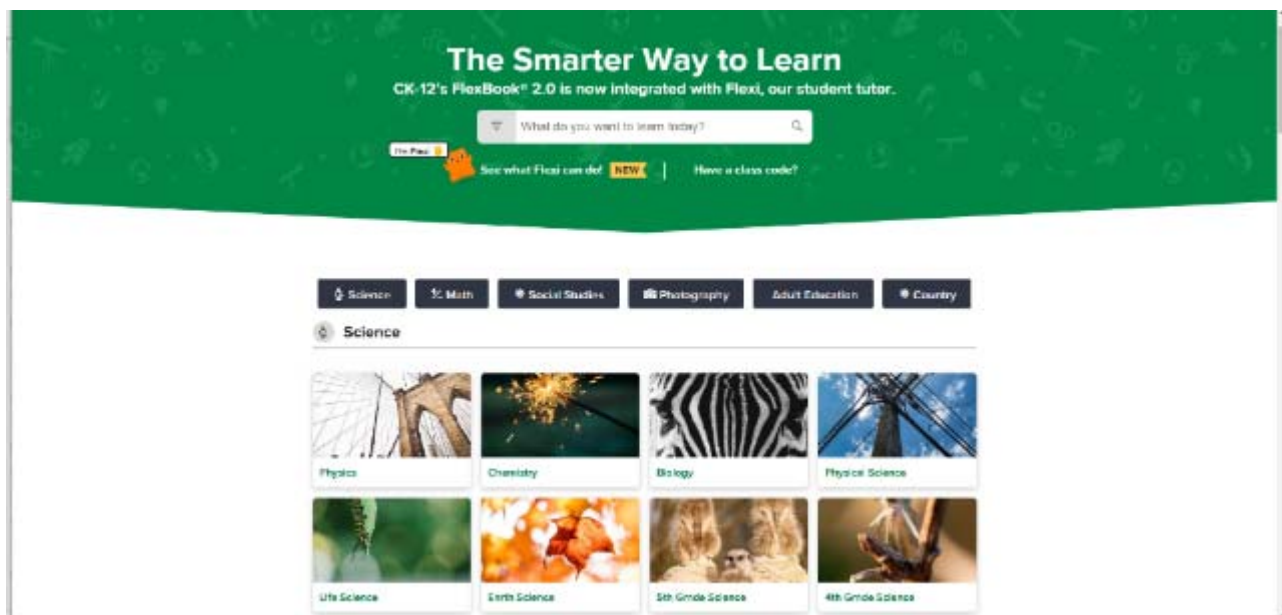 The Smarter Way to Learn
CK-12's FlexBook® 2.0 is now integrated with Flexi, our student tutor.
What do you want to learn today?
I'm Flexi
See what Flexi can do! NEW | Have a class code?
Science Math Social Studies Photography Adult Education Country
Science
Physics Chemistry Biology Physical Science
Life Science Earth Science 5th Grade Science 4th Grade Science